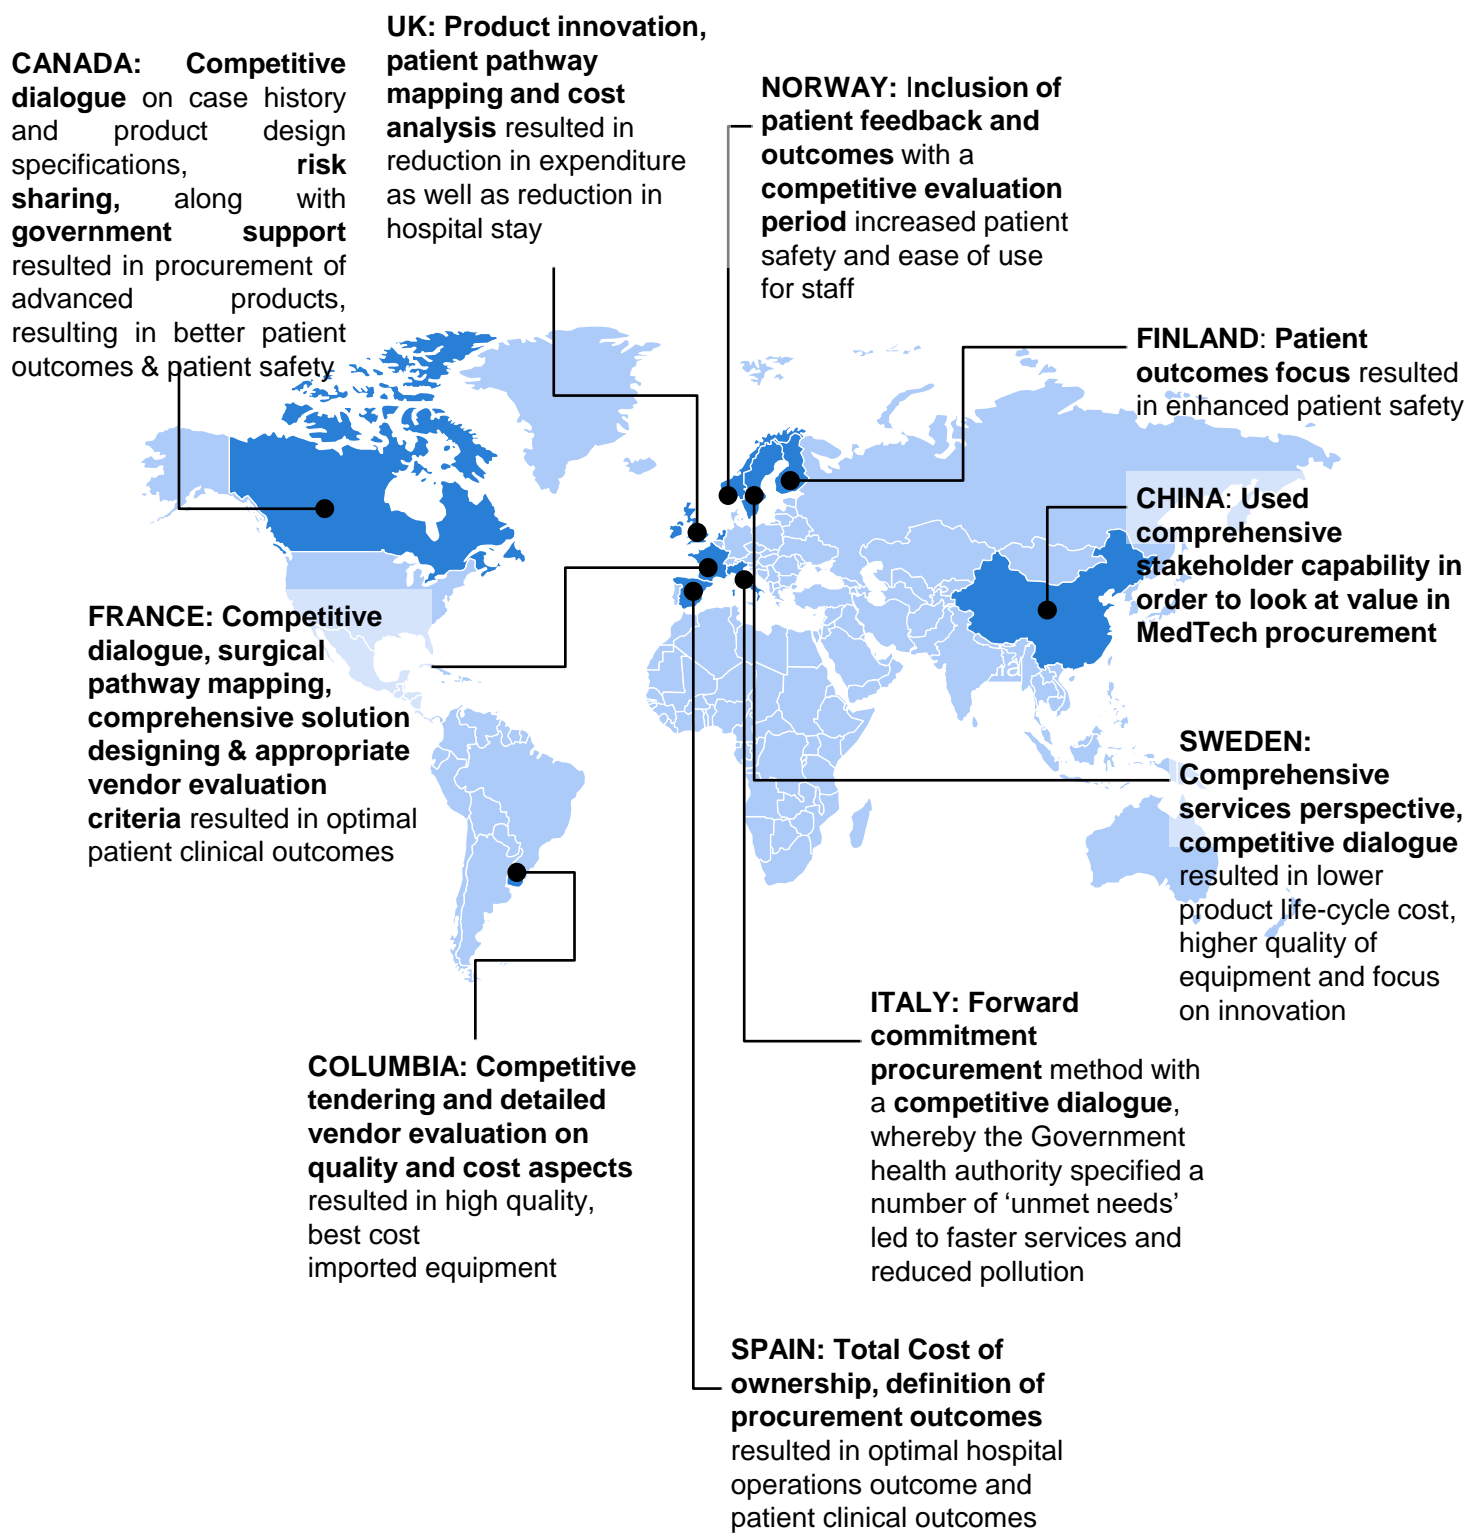 CANADA: Competitive
dialogue on case history
and product design
specifications, risk
sharing, along with
government support
resulted in procurement of
advanced products,
resulting in better patient
outcomes & patient safety
UK: Product innovation,
patient pathway
mapping and cost
analysis resulted in
reduction in expenditure
as well as reduction in
hospital stay
NORWAY: Inclusion of
patient feedback and
outcomes with a
competitive evaluation
period increased patient
safety and ease of use
for staff
FINLAND: Patient
outcomes focus resulted
in enhanced patient safety
CHINA: Used
comprehensive
stakeholder capability in
order to look at value in
MedTech procurement
FRANCE: Competitive
dialogue, surgical
pathway mapping,
comprehensive solution
designing & appropriate
vendor evaluation
criteria resulted in optimal
patient clinical outcomes
SWEDEN:
Comprehensive
services perspective,
competitive dialogue
resulted in lower
product life-cycle cost,
higher quality of
equipment and focus
on innovation
COLUMBIA: Competitive
tendering and detailed
vendor evaluation on
quality and cost aspects
resulted in high quality,
best cost
imported equipment
ITALY: Forward
commitment
procurement method with
a competitive dialogue,
whereby the Government
health authority specified a
number of ‘unmet needs’
led to faster services and
reduced pollution
SPAIN: Total Cost of
ownership, definition of
procurement outcomes
resulted in optimal hospital
operations outcome and
patient clinical outcomes